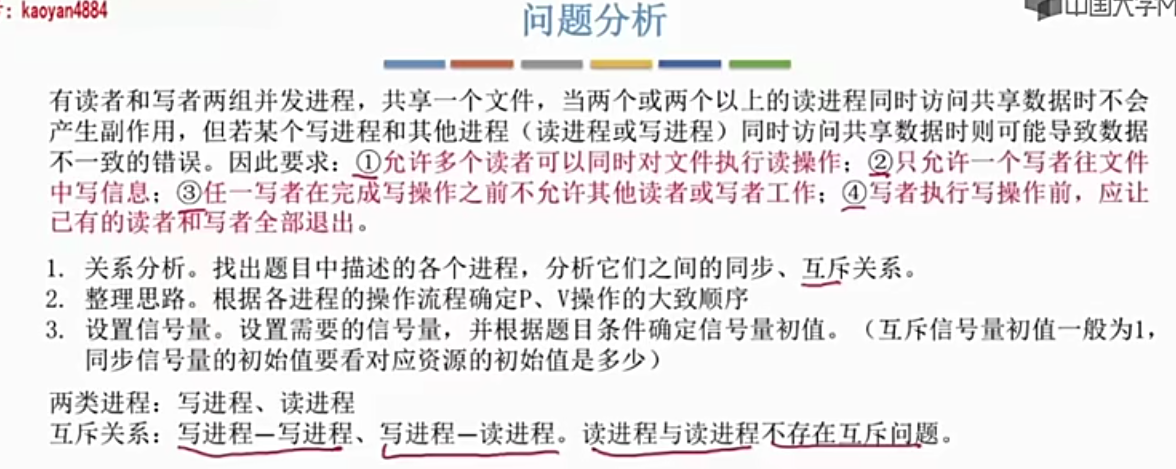 : kaoyan4884
中国大学M
问题分析
有读者和写者两组并发进程，共享一个文件，当两个或两个以上的读进程同时访问共享数据时不会
产生副作用，但若某个写进程和其他进程（读进程或写进程）同时访问共享数据时则可能导致数据
不一致的错误。因此要求：①允许多个读者可以同时对文件执行读操作；②只允许一个写者往文件
中写信息；③任一写者在完成写操作之前不允许其他读者或写者工作；④写者执行写操作前，应让
已有的读者和写者全部退出。
1. 关系分析。找出题目中描述的各个进程，分析它们之间的同步、互斥关系。
2. 整理思路。根据各进程的操作流程确定P、V操作的大致顺序
3. 设置信号量。设置需要的信号量，并根据题目条件确定信号量初值。（互斥信号量初值一般为1，
同步信号量的初始值要看对应资源的初始值是多少）
两类进程：写进程、读进程
互斥关系：写进程—写进程、写进程—读进程。读进程与读进程不存在互斥问题。